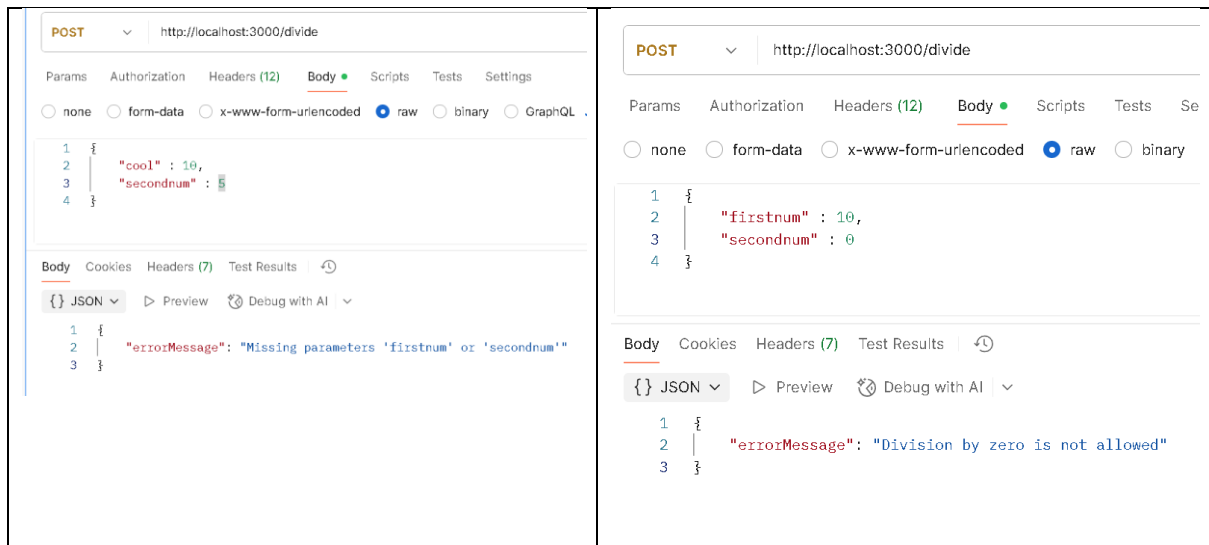 POST http://localhost:3000/divide
Params Authorization Headers (12) Body Scripts Tests Settings
none form-data x-www-form-urlencoded raw binary GraphQL
1 {
2 "cool" : 10,
3 "secondnum" : 5
4 }
Body Cookies Headers (7) Test Results
{} JSON Preview Debug with AI
1 {
2 "errorMessage": "Missing parameters 'firstnum' or 'secondnum'"
3 }
POST http://localhost:3000/divide
Params Authorization Headers (12) Body Scripts Tests Se
none form-data x-www-form-urlencoded raw binary
1 {
2 "firstnum" : 10,
3 "secondnum" : 0
4 }
Body Cookies Headers (7) Test Results
{} JSON Preview Debug with AI
1 {
2 "errorMessage": "Division by zero is not allowed"
3 }